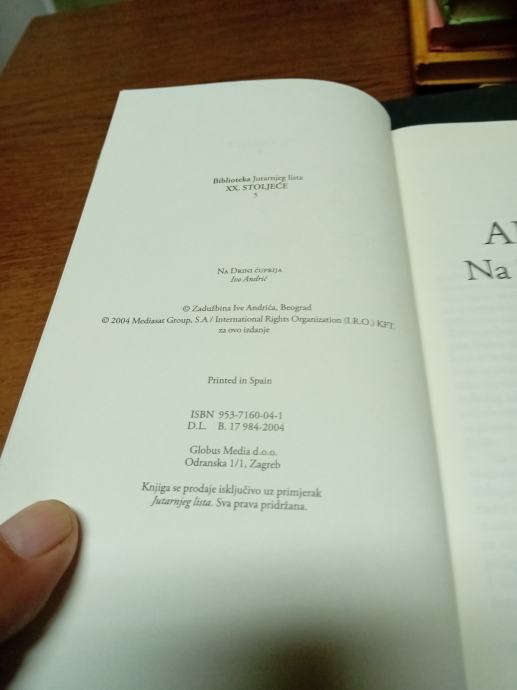 Biblioteka Jutarnjeg lista
XX. STOLJEĆE
5
NA DRINI ĆUPRIJA
Ivo Andrić
© Zadužbina Ive Andrića, Beograd
© 2004 Mediasat Group, S.A / International Rights Organization (I.R.O.) KFT.
za ovo izdanje
Printed in Spain
ISBN 953-7160-04-1
D.L. B. 17 984-2004
Globus Media d.o.o.
Odranska 1/1, Zagreb
Knjiga se prodaje isključivo uz primjerak
Jutarnjeg lista. Sva prava pridržana.
Na